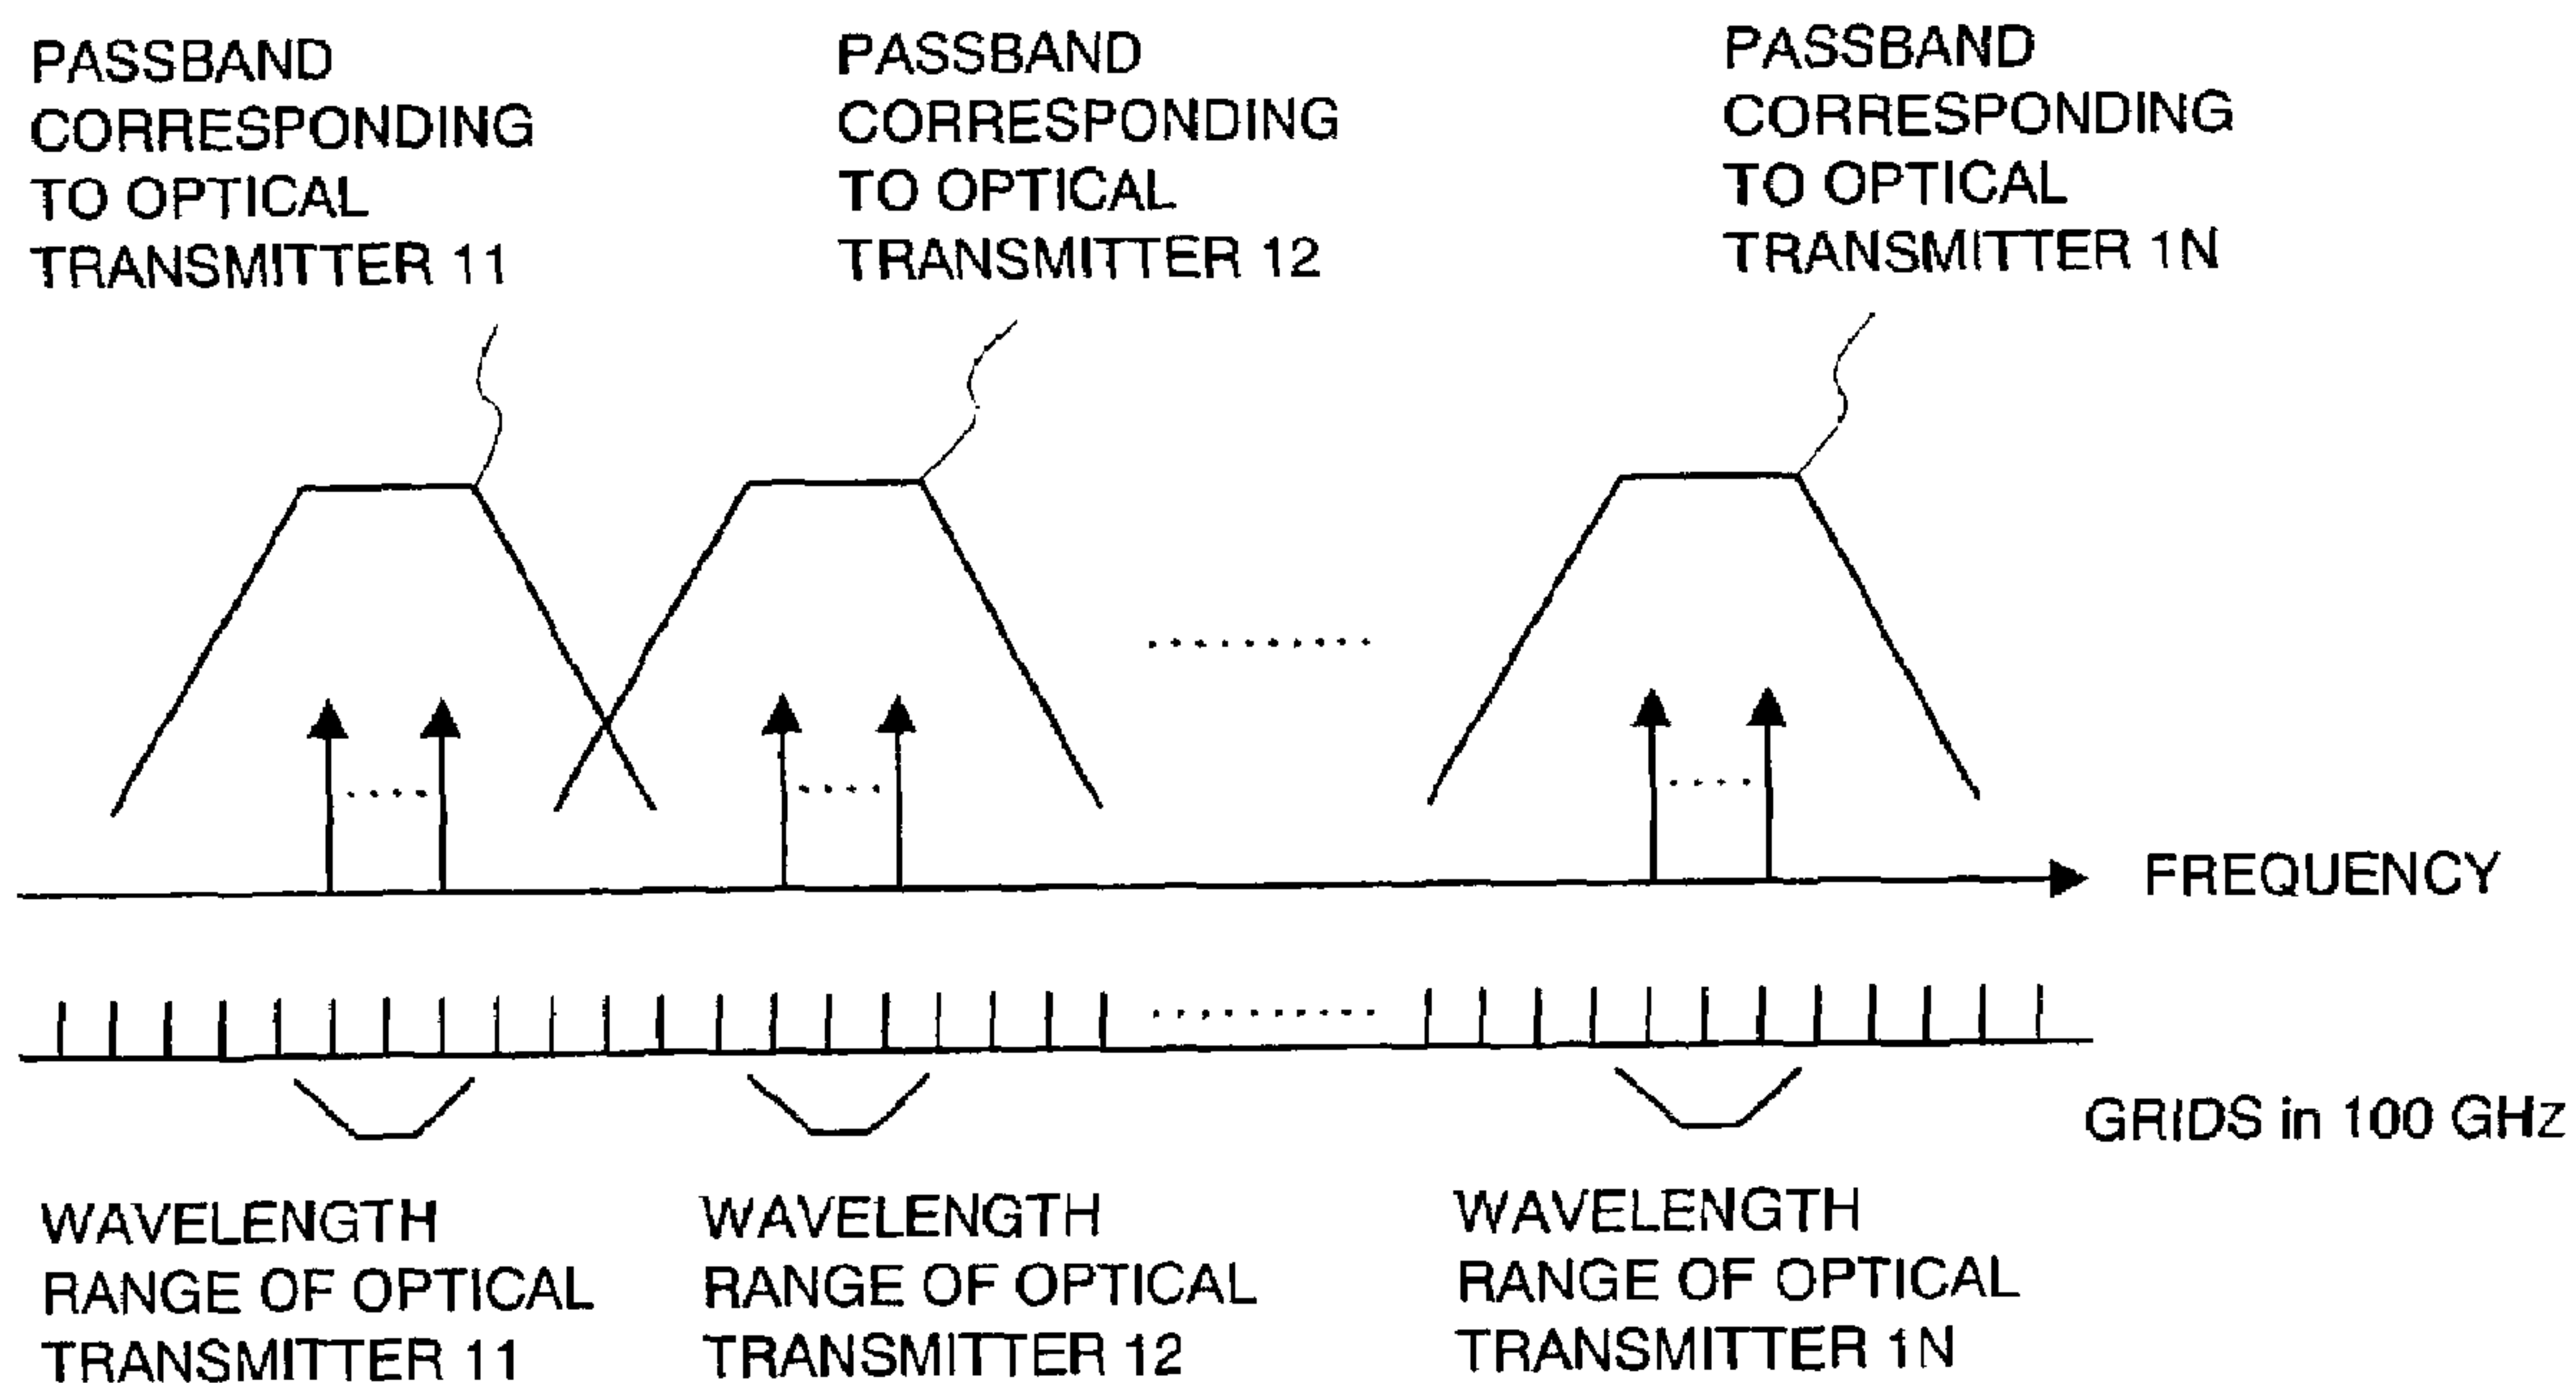 PASSBAND
CORRESPONDING
TO OPTICAL
TRANSMITTER 11
PASSBAND
CORRESPONDING
TO OPTICAL
TRANSMITTER 12
PASSBAND
CORRESPONDING
TO OPTICAL
TRANSMITTER 1N
FREQUENCY
GRIDS in 100 GHz
WAVELENGTH
RANGE OF OPTICAL
TRANSMITTER 11
WAVELENGTH
RANGE OF OPTICAL
TRANSMITTER 12
WAVELENGTH
RANGE OF OPTICAL
TRANSMITTER 1N